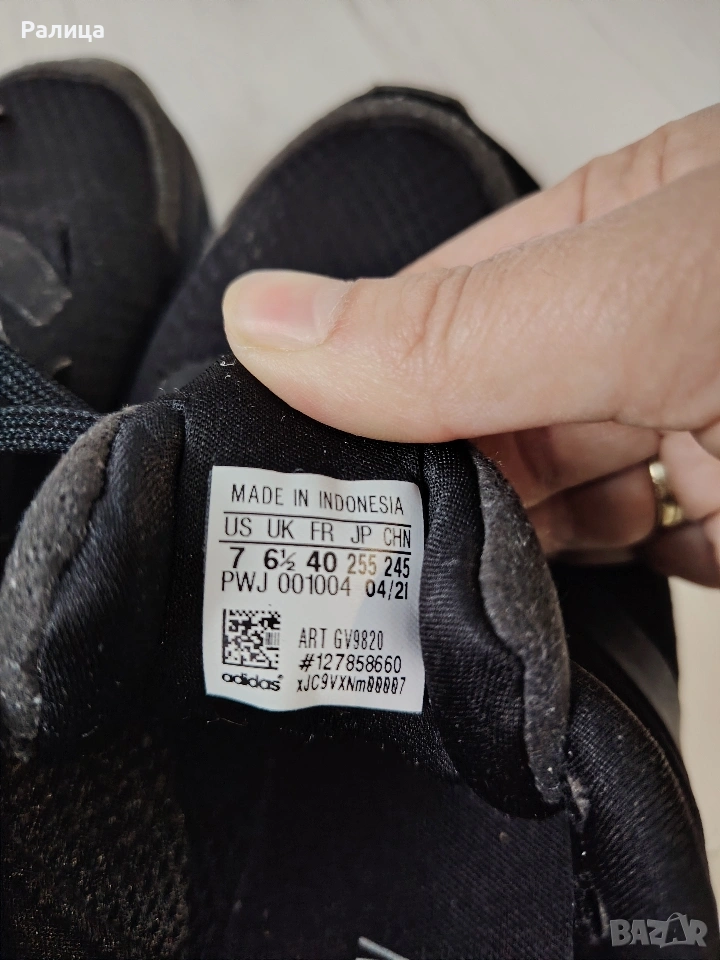 Ралица
MADE IN INDONESIA
US UK FR JP CHN
7 6½ 40 255 245
PWJ 001004 04/21
ART GV9820
#127858660
adidas® xJC9VXNm00007
BAZAR